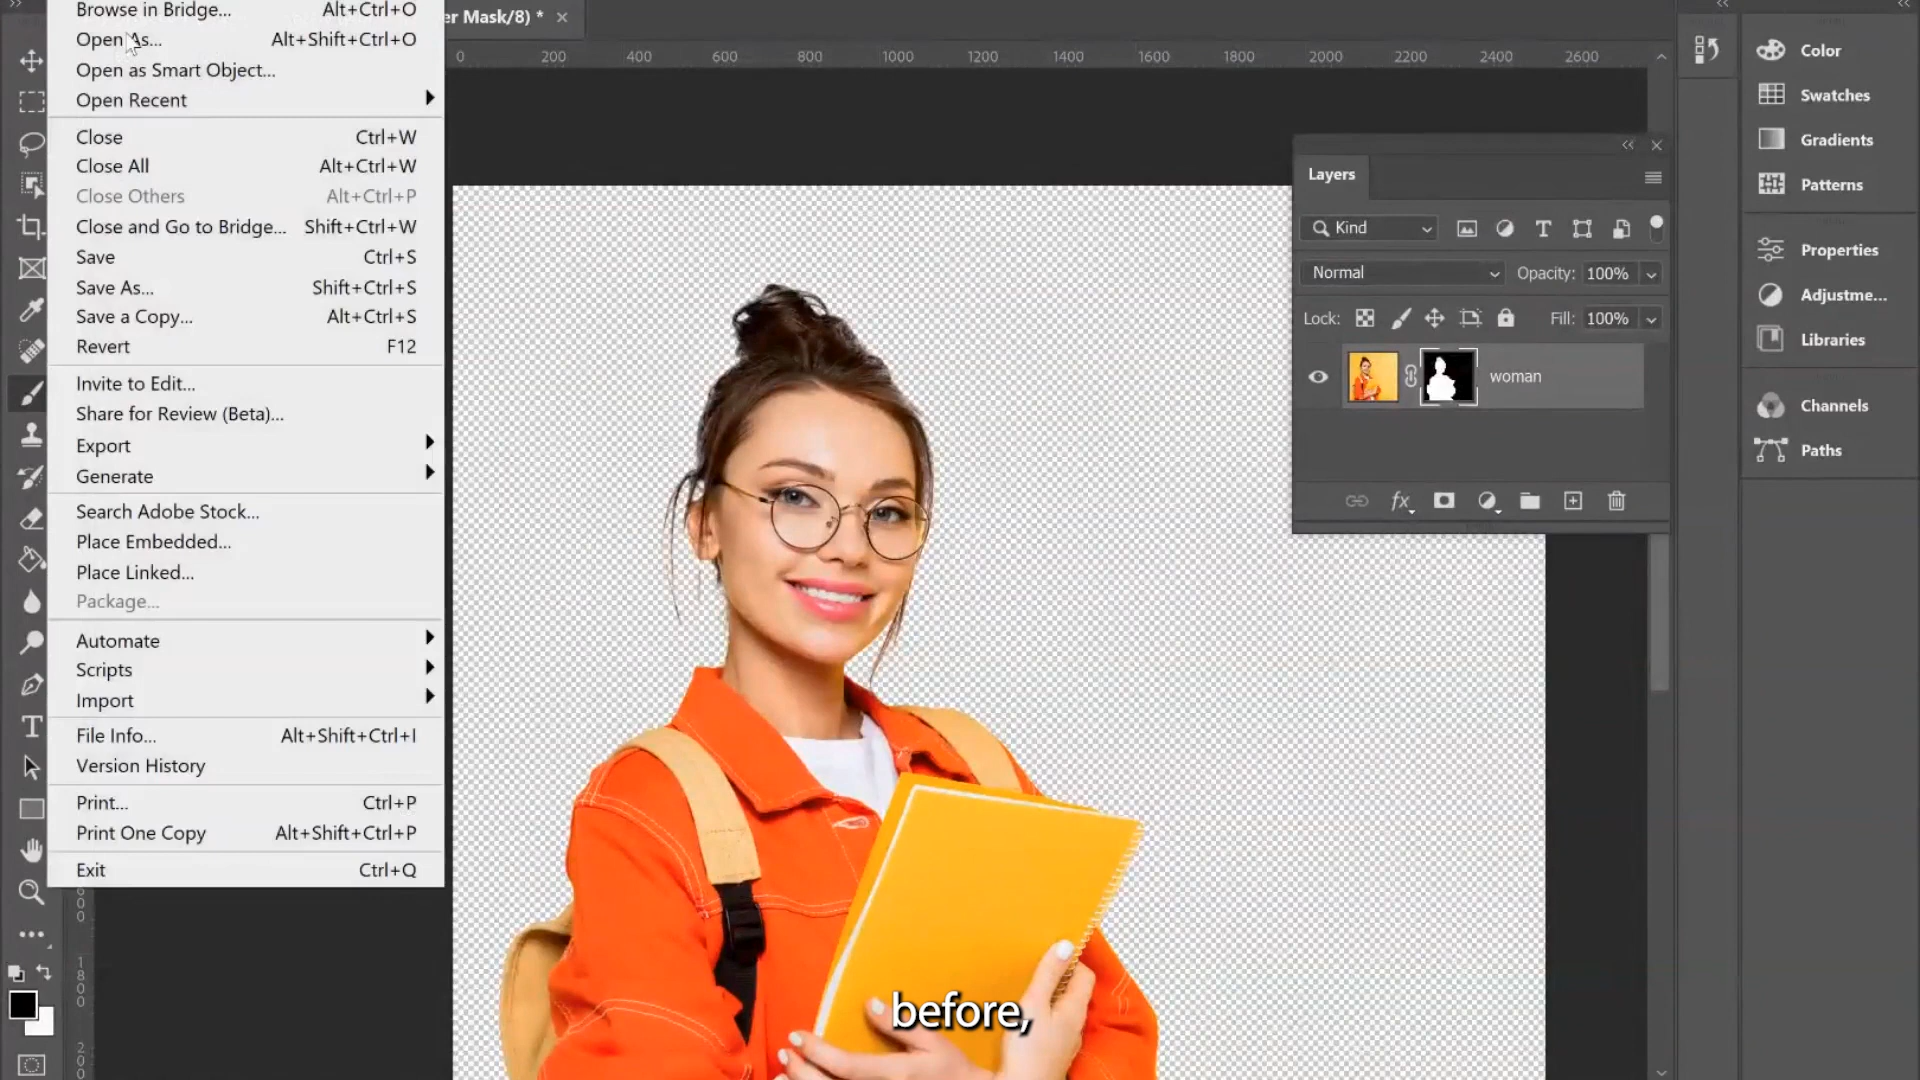 Browse in Bridge... Alt+Ctrl+O
Open As... Alt+Shift+Ctrl+O
Open as Smart Object...
Open Recent
Close Ctrl+W
Close All Alt+Ctrl+W
Close Others Alt+Ctrl+P
Close and Go to Bridge... Shift+Ctrl+W
Save Ctrl+S
Save As... Shift+Ctrl+S
Save a Copy... Alt+Ctrl+S
Revert F12
Invite to Edit...
Share for Review (Beta)...
Export
Generate
Search Adobe Stock...
Place Embedded...
Place Linked...
Package...
Automate
Scripts
Import
File Info... Alt+Shift+Ctrl+I
Version History
Print... Ctrl+P
Print One Copy Alt+Shift+Ctrl+P
Exit Ctrl+Q
er Mask/8) *
0 200 400 600 800 1000 1200 1400 1600 1800 2000 2200 2400 2600
1800
Layers
Kind
Normal Opacity: 100%
Lock: Fill: 100%
woman
Color
Swatches
Gradients
Patterns
Properties
Adjustme...
Libraries
Channels
Paths
before,